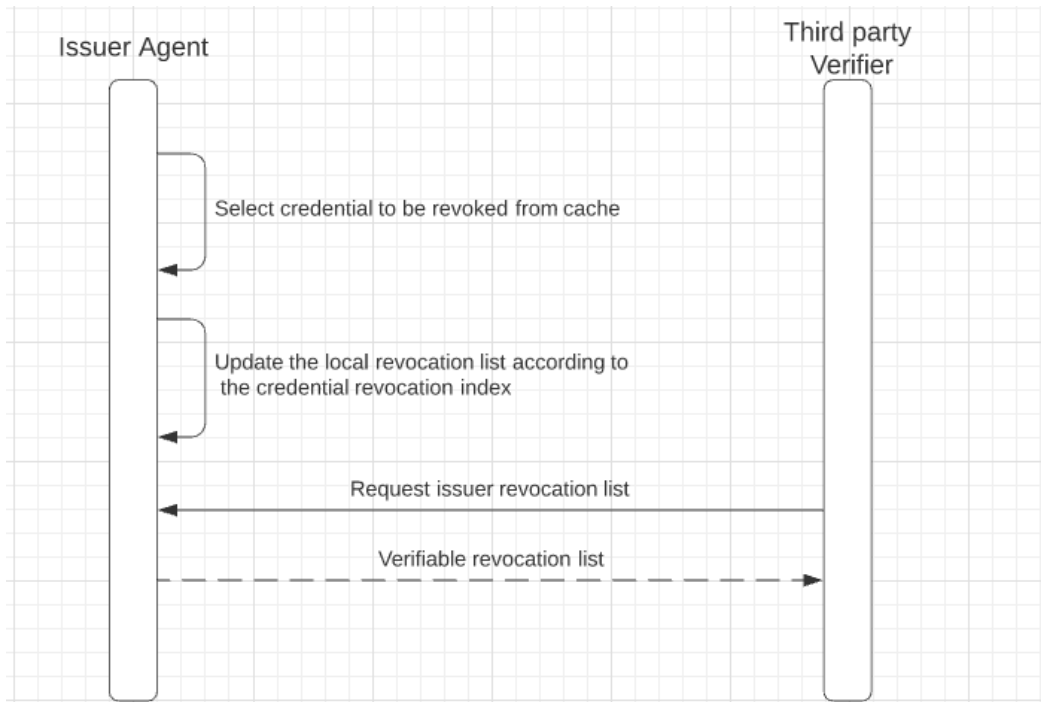 Issuer Agent
Third party
Verifier
Select credential to be revoked from cache
Update the local revocation list according to
the credential revocation index
Request issuer revocation list
Verifiable revocation list